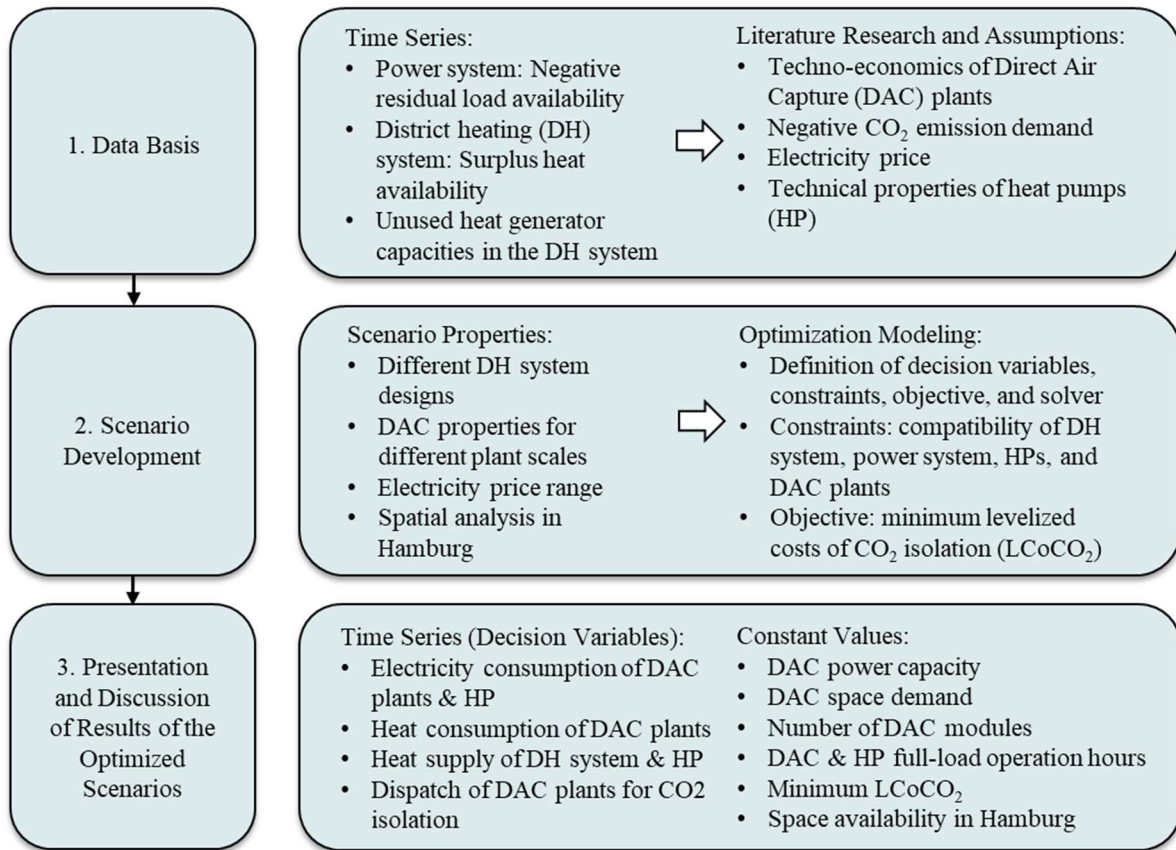 1. Data Basis
Time Series:
• Power system: Negative
residual load availability
• District heating (DH)
system: Surplus heat
availability
• Unused heat generator
capacities in the DH system
Literature Research and Assumptions:
• Techno-economics of Direct Air
Capture (DAC) plants
• Negative CO₂ emission demand
• Electricity price
• Technical properties of heat pumps
(HP)
2. Scenario
Development
Scenario Properties:
• Different DH system
designs
• DAC properties for
different plant scales
• Electricity price range
• Spatial analysis in
Hamburg
Optimization Modeling:
• Definition of decision variables,
constraints, objective, and solver
• Constraints: compatibility of DH
system, power system, HPs, and
DAC plants
• Objective: minimum levelized
costs of CO₂ isolation (LCoCO₂)
3. Presentation
and Discussion
of Results of the
Optimized
Scenarios
Time Series (Decision Variables):
• Electricity consumption of DAC
plants & HP
• Heat consumption of DAC plants
• Heat supply of DH system & HP
• Dispatch of DAC plants for CO2
isolation
Constant Values:
• DAC power capacity
• DAC space demand
• Number of DAC modules
• DAC & HP full-load operation hours
• Minimum LCoCO₂
• Space availability in Hamburg